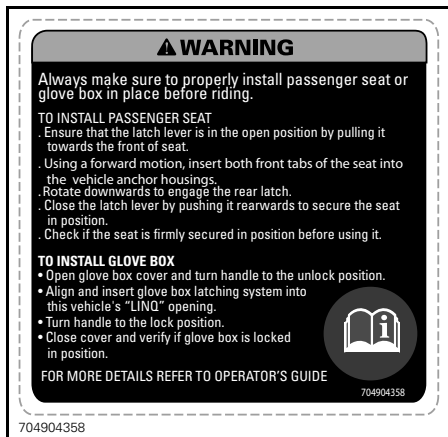 WARNING
Always make sure to properly install passenger seat or
glove box in place before riding.
TO INSTALL PASSENGER SEAT
. Ensure that the latch lever is in the open position by pulling it
towards the front of seat.
. Using a forward motion, insert both front tabs of the seat into
the vehicle anchor housings.
. Rotate downwards to engage the rear latch.
. Close the latch lever by pushing it rearwards to secure the seat
in position.
. Check if the seat is firmly secured in position before using it.
TO INSTALL GLOVE BOX
• Open glove box cover and turn handle to the unlock position.
• Align and insert glove box latching system into
this vehicle's "LINQ" opening.
• Turn handle to the lock position.
• Close cover and verify if glove box is locked
in position.
FOR MORE DETAILS REFER TO OPERATOR'S GUIDE
704904358
704904358